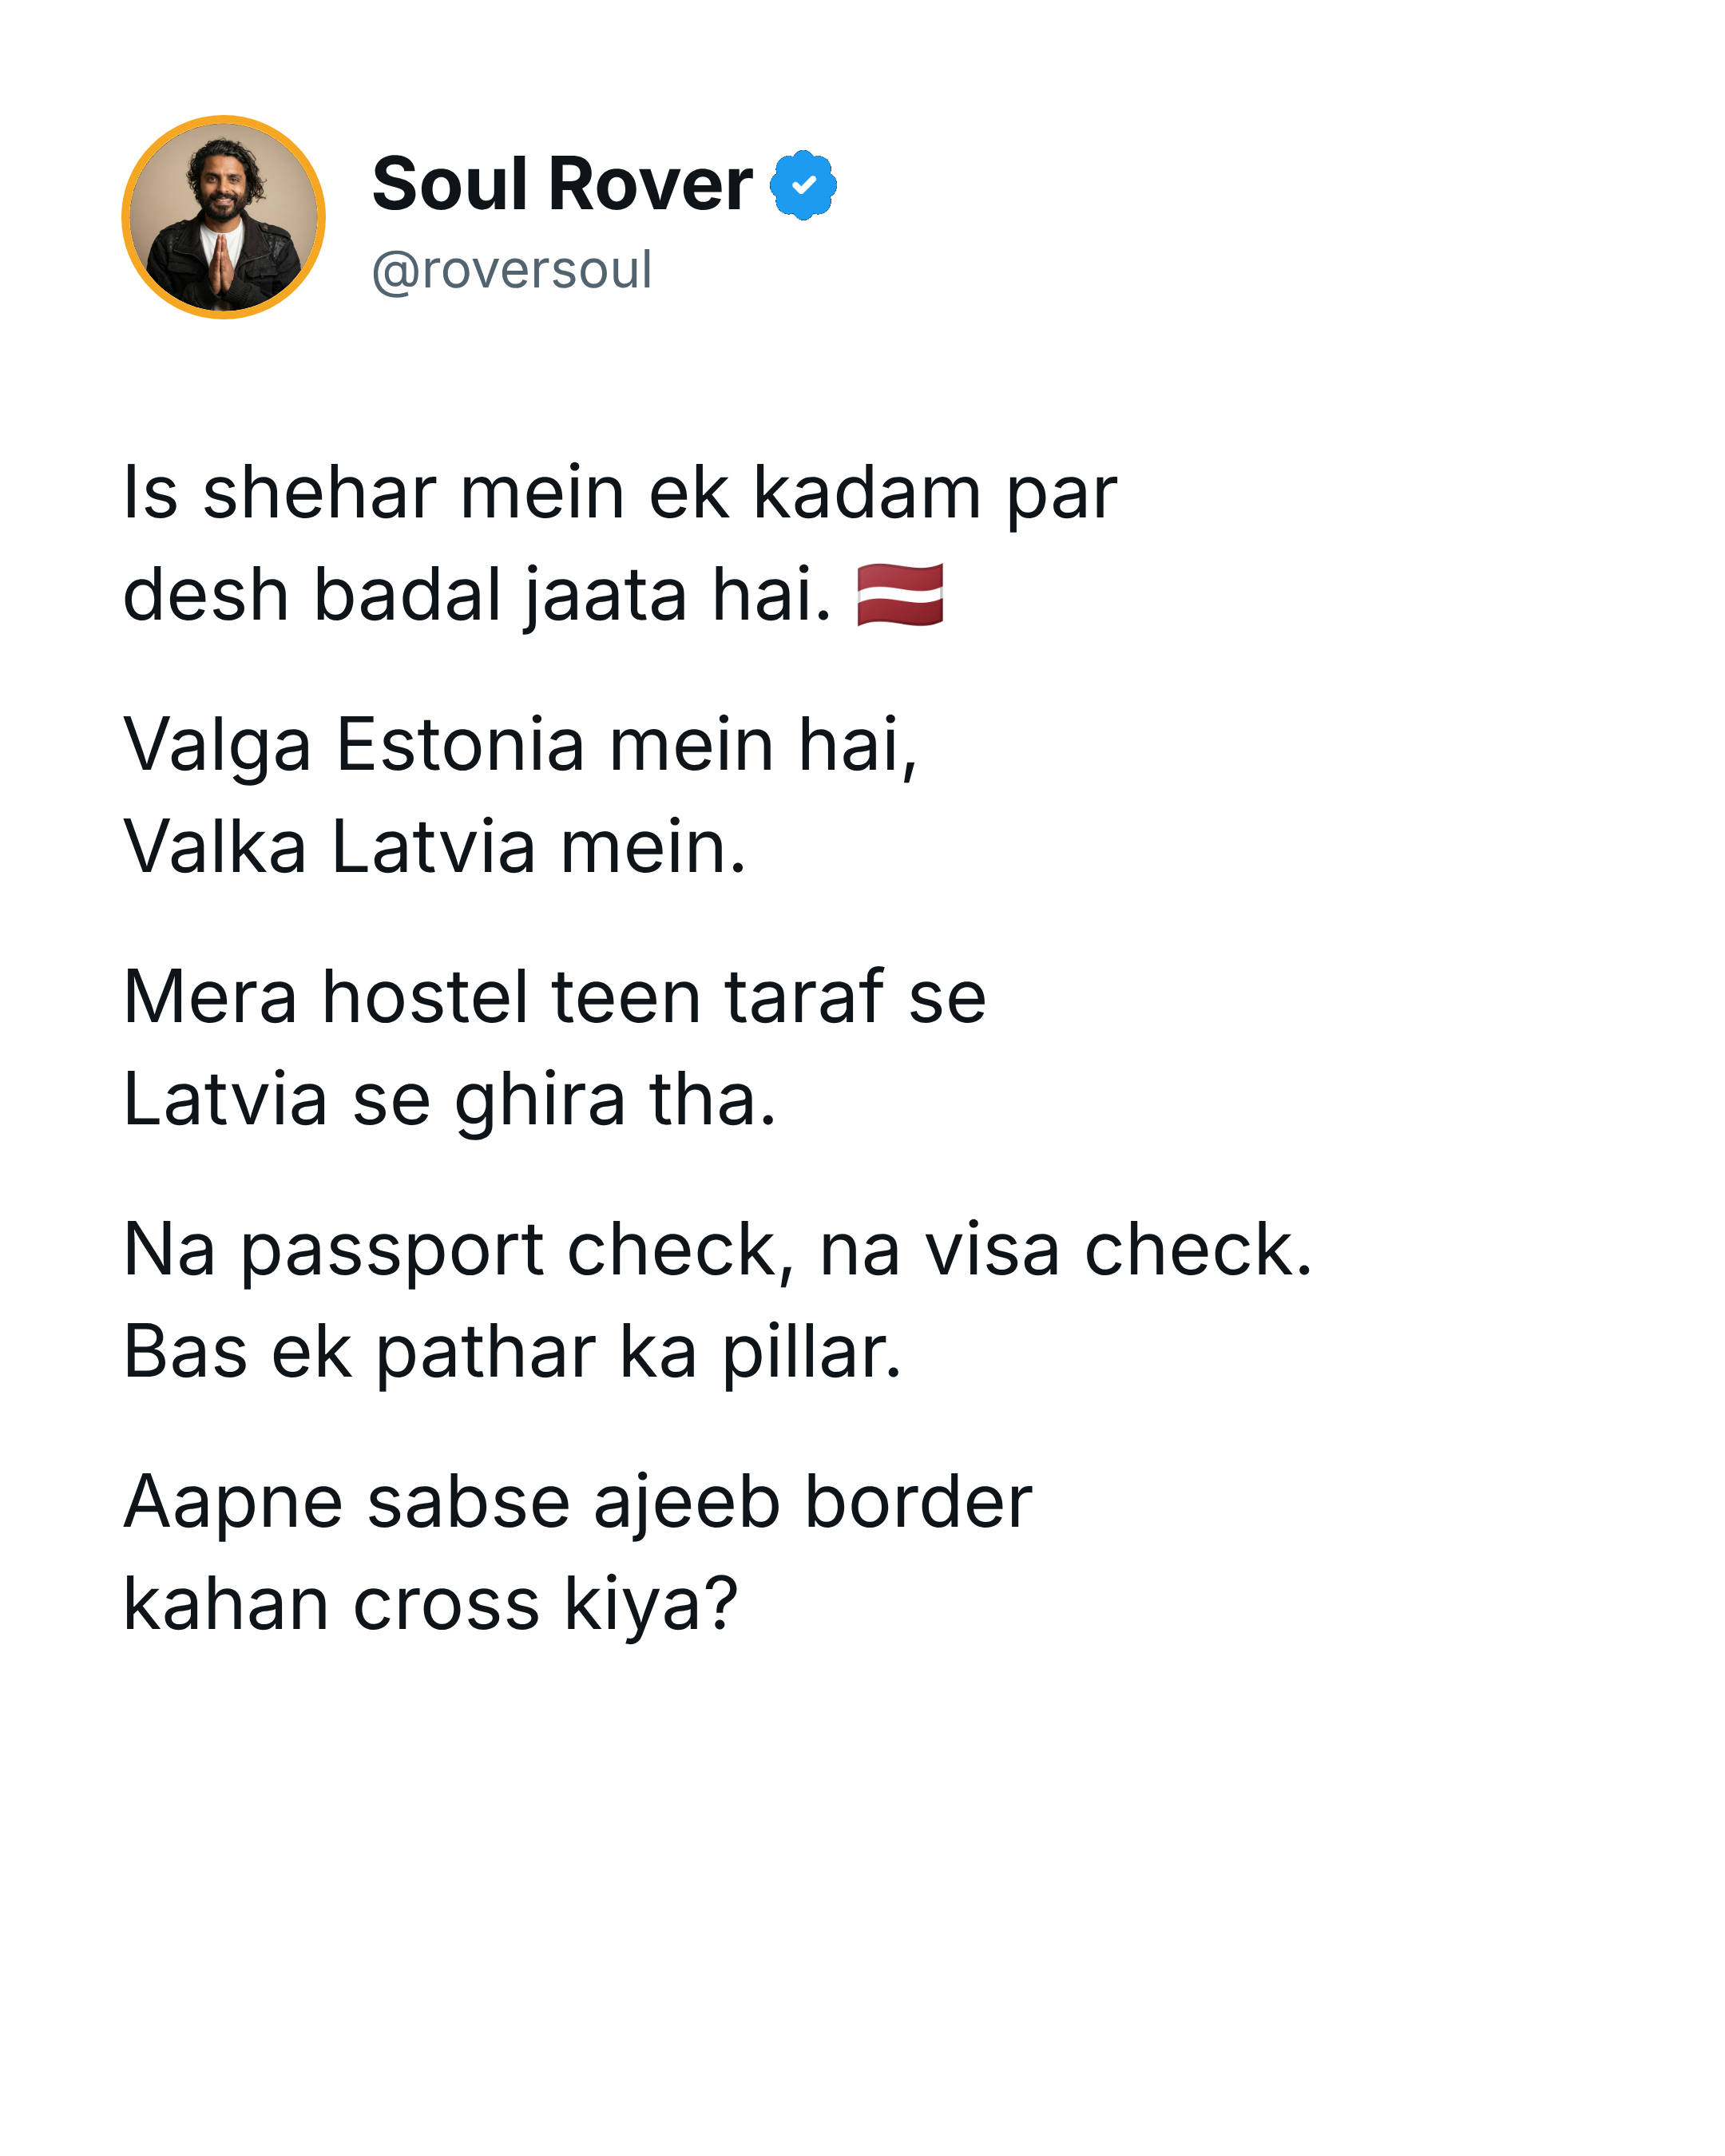 Soul Rover
@roversoul
Is shehar mein ek kadam par
desh badal jaata hai. 🇱🇻
Valga Estonia mein hai,
Valka Latvia mein.
Mera hostel teen taraf se
Latvia se ghira tha.
Na passport check, na visa check.
Bas ek pathar ka pillar.
Aapne sabse ajeeb border
kahan cross kiya?